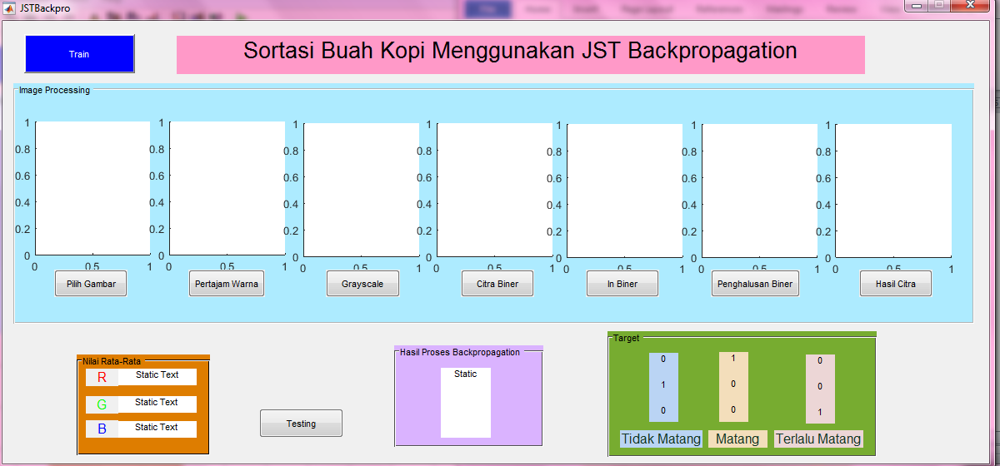 JSTBackpro
Train
Sortasi Buah Kopi Menggunakan JST Backpropagation
Image Processing
1 1 1 1 1 1 1
0.8 0.8 0.8 0.8 0.8 0.8 0.8
0.6 0.6 0.6 0.6 0.6 0.6 0.6
0.4 0.4 0.4 0.4 0.4 0.4 0.4
0.2 0.2 0.2 0.2 0.2 0.2 0.2
0 0 0 0 0 0 0
0 0.5 1 0 0.5 1 0 0.5 1 0 0.5 1 0 0.5 1 0 0.5 1 0 0.5 1
Pilih Gambar Pertajam Warna Grayscale Citra Biner In Biner Penghalusan Biner Hasil Citra
Nilai Rata-Rata
R Static Text
G Static Text
B Static Text
Testing
Hasil Proses Backpropagation
Static
Target
0 1 0
1 0 0
0 0 1
Tidak Matang Matang Terlalu Matang